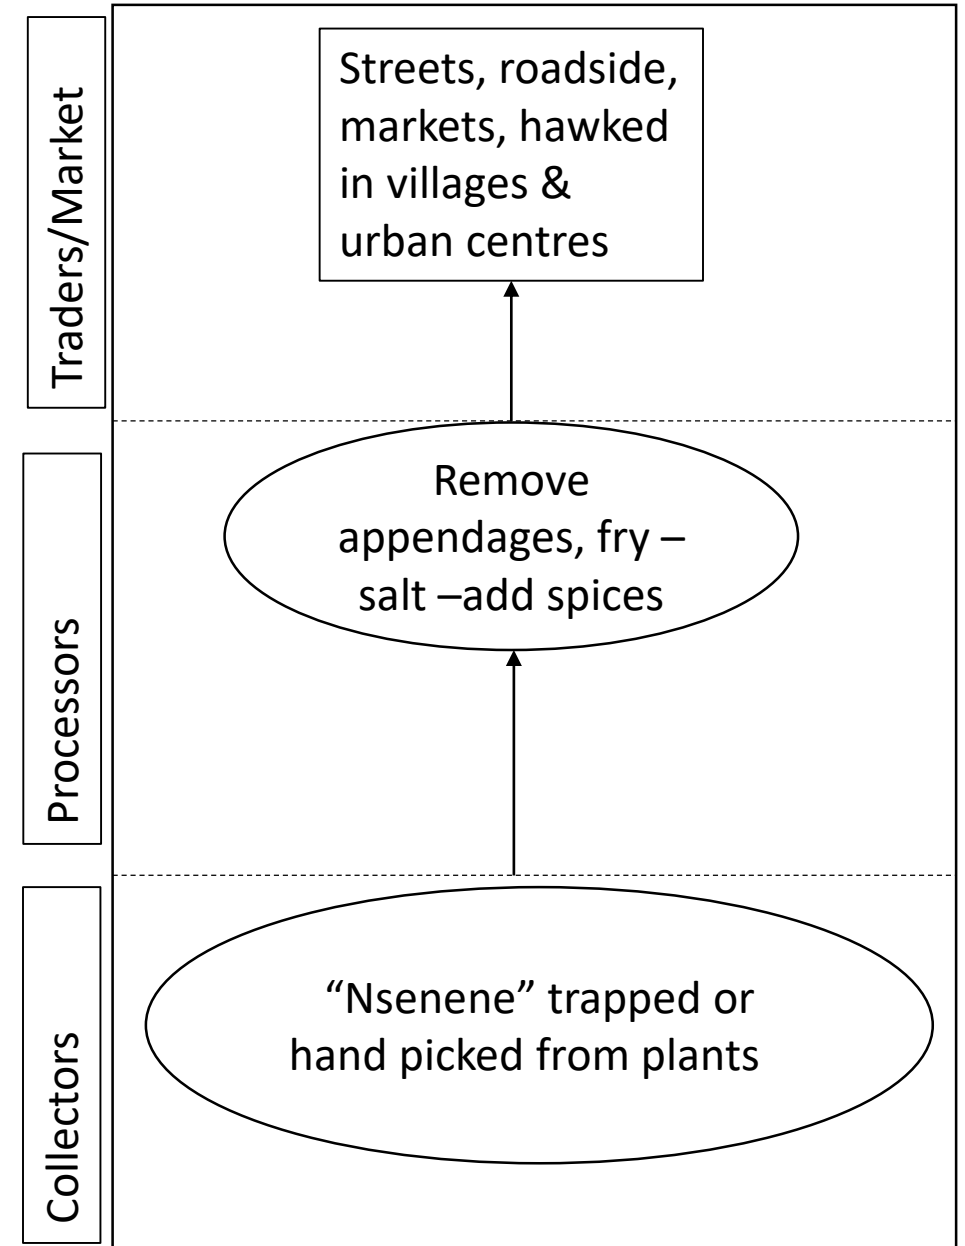 Traders/Market
Streets, roadside,
markets, hawked
in villages &
urban centres
Processors
Remove
appendages, fry –
salt –add spices
Collectors
“Nsenene” trapped or
hand picked from plants